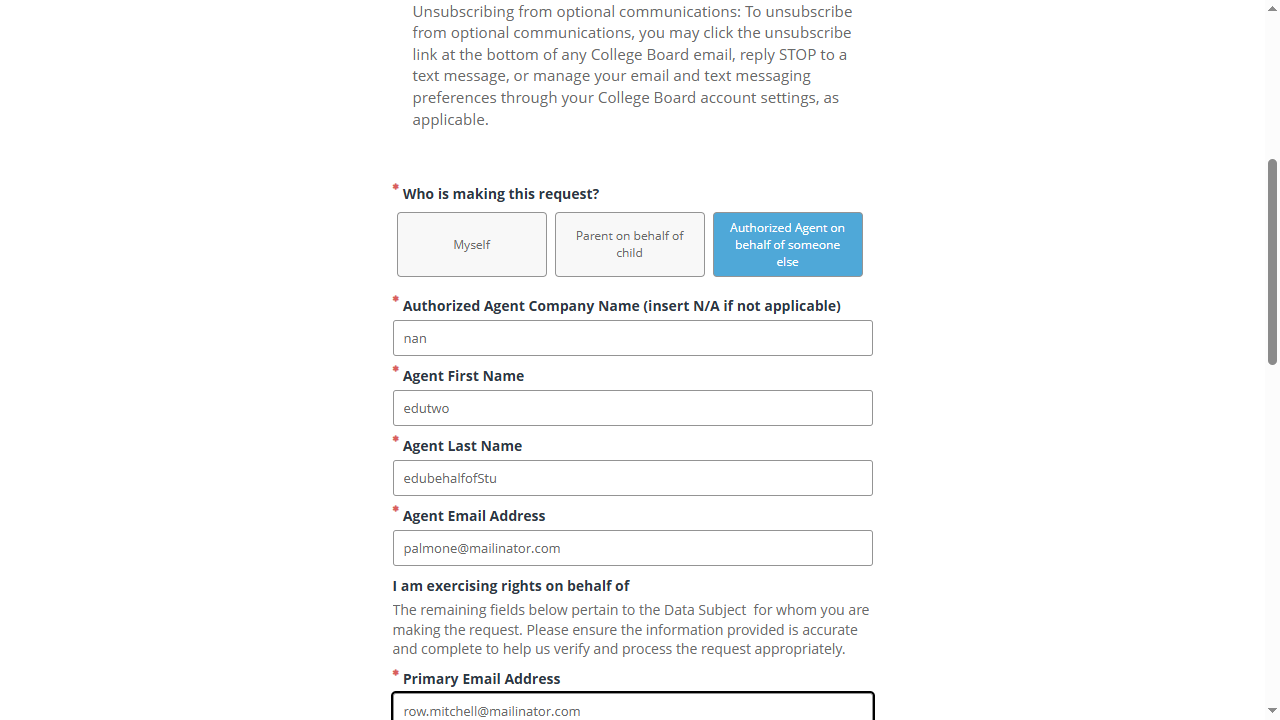 Unsubscribing from optional communications: To unsubscribe
from optional communications, you may click the unsubscribe
link at the bottom of any College Board email, reply STOP to a
text message, or manage your email and text messaging
preferences through your College Board account settings, as
applicable.
* Who is making this request?
Myself
Parent on behalf of
child
Authorized Agent on
behalf of someone
else
* Authorized Agent Company Name (insert N/A if not applicable)
nan
* Agent First Name
edutwo
* Agent Last Name
edubehalfofStu
* Agent Email Address
palmone@mailinator.com
I am exercising rights on behalf of
The remaining fields below pertain to the Data Subject for whom you are
making the request. Please ensure the information provided is accurate
and complete to help us verify and process the request appropriately.
* Primary Email Address
row.mitchell@mailinator.com